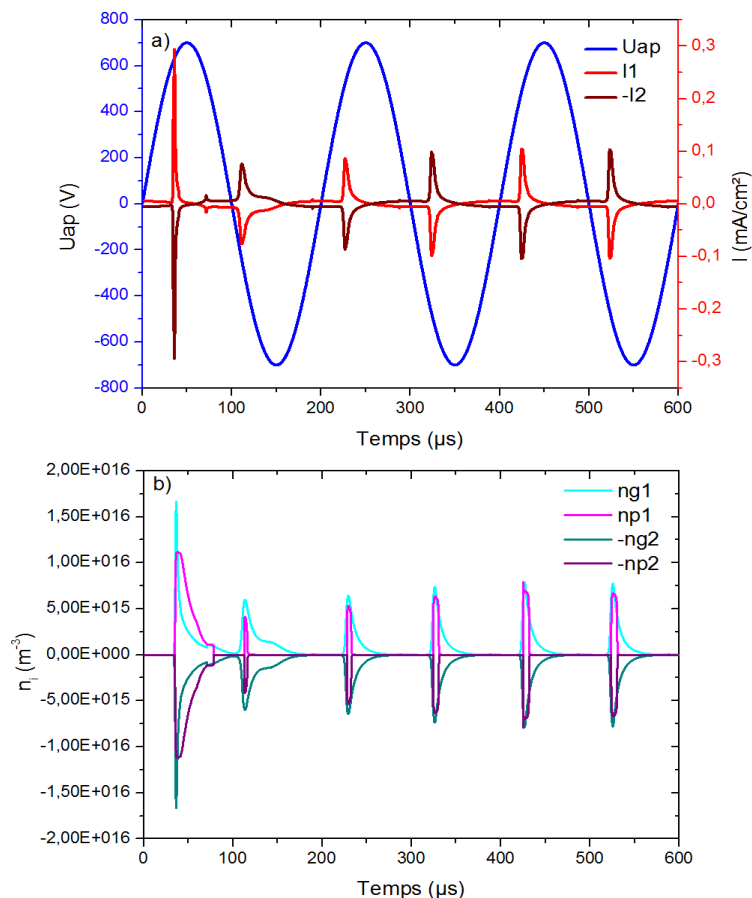 a)
Uap
I1
-I2
800
600
400
200
0
-200
-400
-600
-800
0,3
0,2
0,1
0,0
-0,1
-0,2
-0,3
Uap (V)
I (mA/cm²)
0 100 200 300 400 500 600
Temps (µs)
b)
ng1
np1
-ng2
-np2
2,00E+016
1,50E+016
1,00E+016
5,00E+015
0,00E+000
-5,00E+015
-1,00E+016
-1,50E+016
-2,00E+016
n_i (m⁻³)
0 100 200 300 400 500 600
Temps (µs)